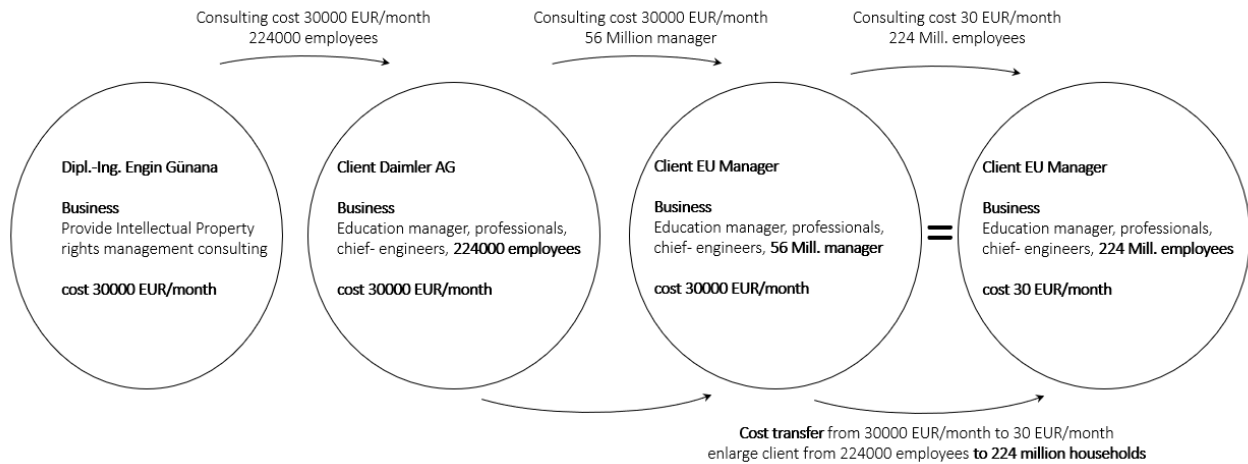 Consulting cost 30000 EUR/month
224000 employees
Consulting cost 30000 EUR/month
56 Million manager
Consulting cost 30 EUR/month
224 Mill. employees
Dipl.-Ing. Engin Günana
Business
Provide Intellectual Property
rights management consulting
cost 30000 EUR/month
Client Daimler AG
Business
Education manager, professionals,
chief- engineers, 224000 employees
cost 30000 EUR/month
Client EU Manager
Business
Education manager, professionals,
chief- engineers, 56 Mill. manager
cost 30000 EUR/month
=
Client EU Manager
Business
Education manager, professionals,
chief- engineers, 224 Mill. employees
cost 30 EUR/month
Cost transfer from 30000 EUR/month to 30 EUR/month
enlarge client from 224000 employees to 224 million households